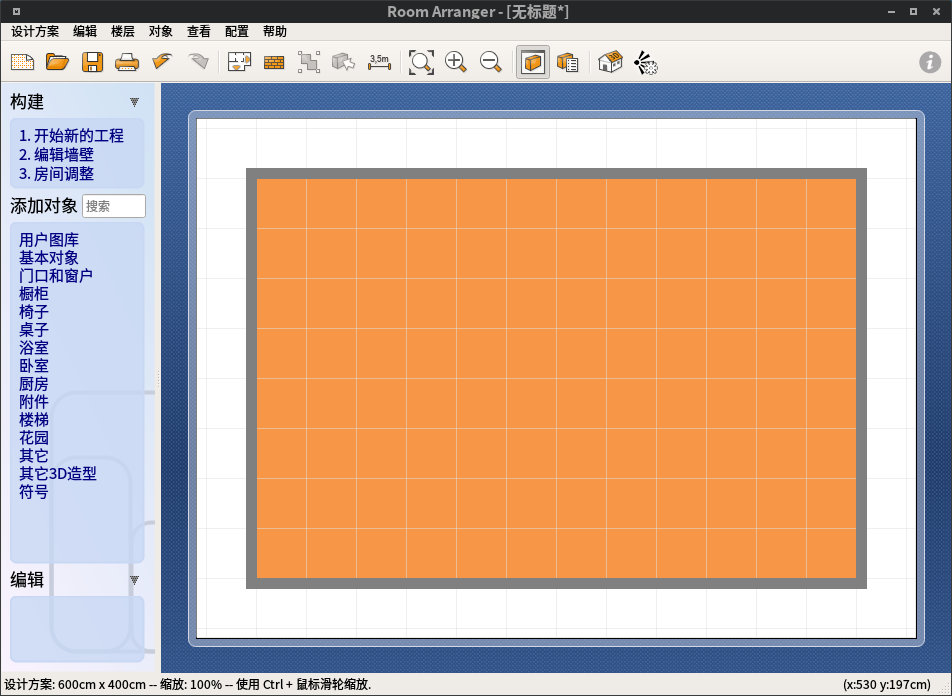 Room Arranger - [无标题*]
设计方案 编辑 楼层 对象 查看 配置 帮助
3,5m
构建
1. 开始新的工程
2. 编辑墙壁
3. 房间调整
添加对象 搜索
用户图库
基本对象
门口和窗户
橱柜
椅子
桌子
浴室
卧室
厨房
附件
楼梯
花园
其它
其它3D造型
符号
编辑
设计方案: 600cm x 400cm -- 缩放: 100% -- 使用 Ctrl + 鼠标滑轮缩放. (x:530 y:197cm)